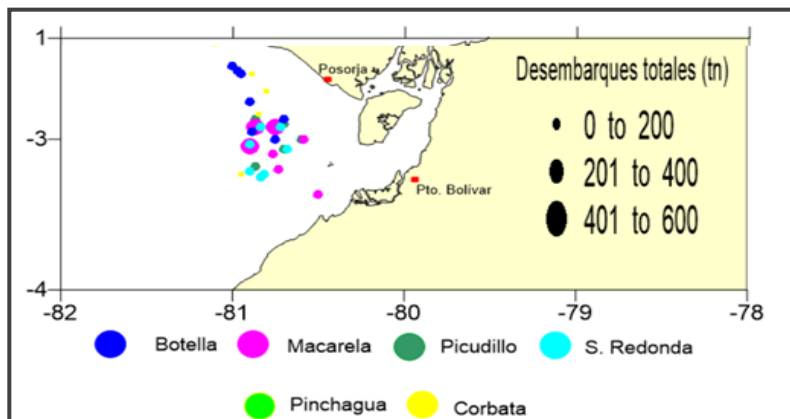 1
Posorja
Desembarques totales (tn)
0 to 200
-3
201 to 400
Pto. Bolívar
401 to 600
-4
-82 -81 -80 -79 -78
Botella Macarela Picudillo S. Redonda
Pinchagua Corbata